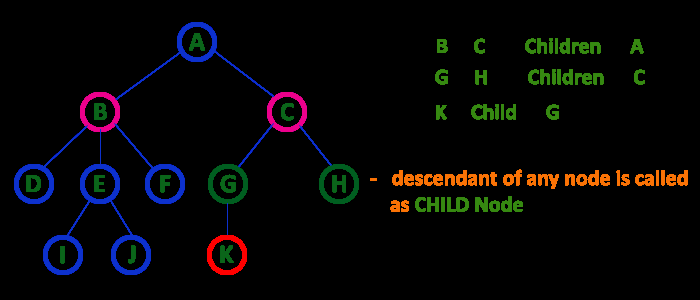 A
B C Children A
G H Children C
B C
K Child G
D E F G H
- descendant of any node is called
as CHILD Node
I J K